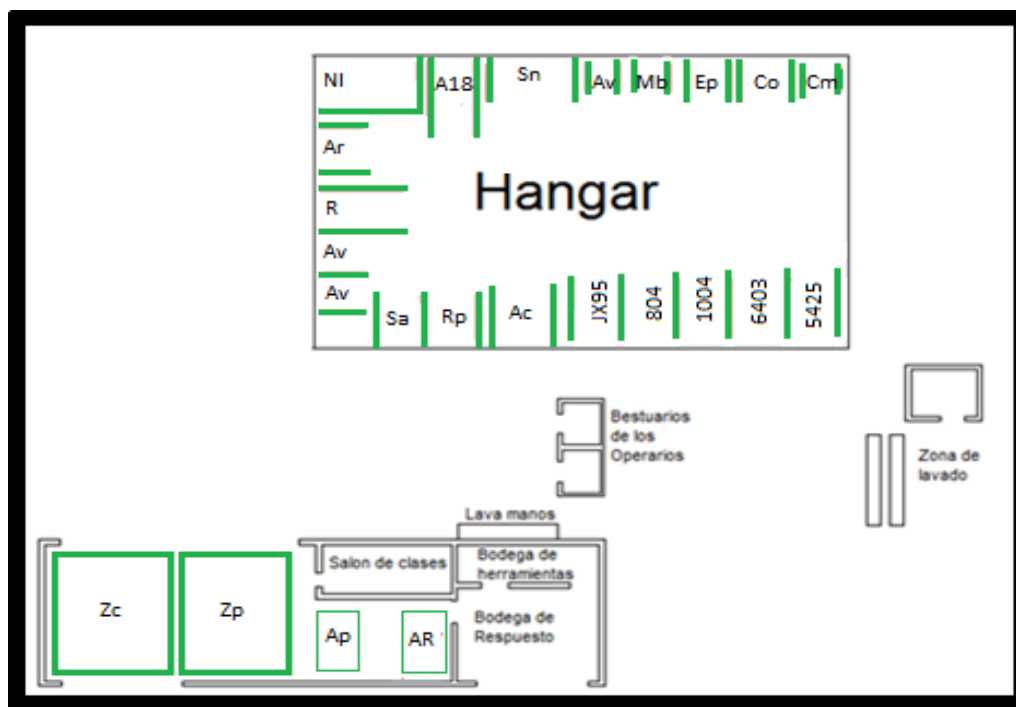 NI
A18
Sn
Av
Mb
Ep
Co
Cm
Ar
Hangar
R
Av
Av
Sa
Rp
Ac
JX95
804
1004
6403
5425
Bestuarios
de los
Operarios
Zona de
lavado
Lava manos
Salon de clases
Bodega de
herramientas
Zc
Zp
Ap
AR
Bodega de
Respuesto